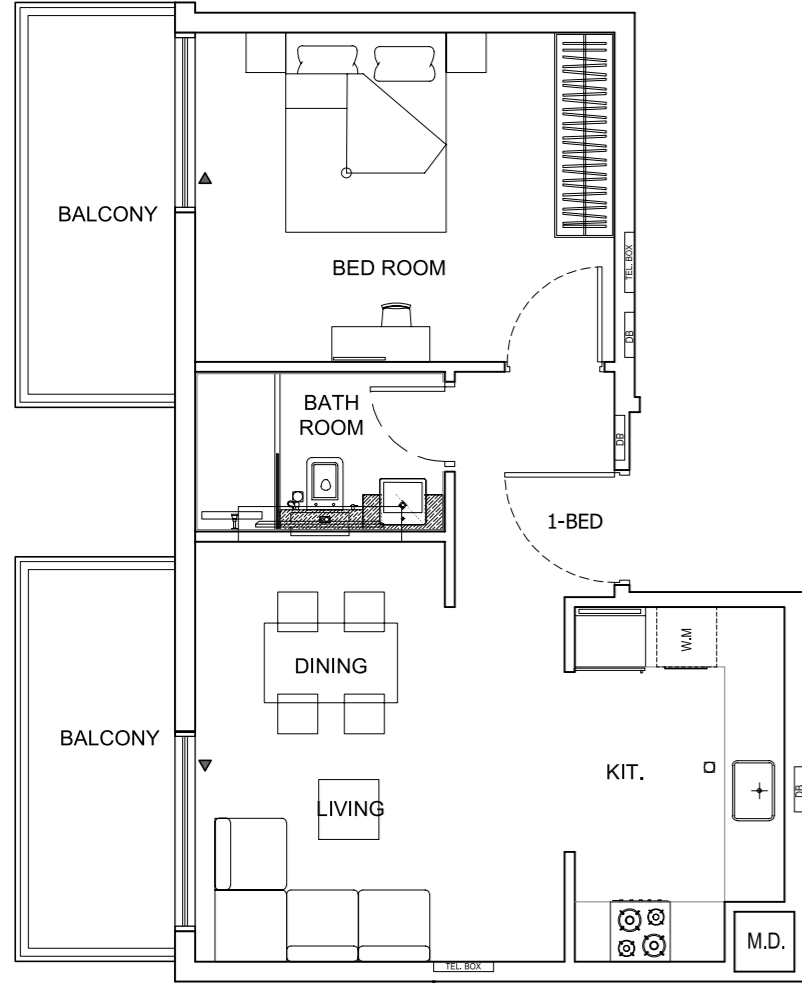 BALCONY
BED ROOM
TEL. BOX
DB
BATH
ROOM
DB
1-BED
W.M
DINING
BALCONY
KIT.
DB
LIVING
M.D.
TEL. BOX